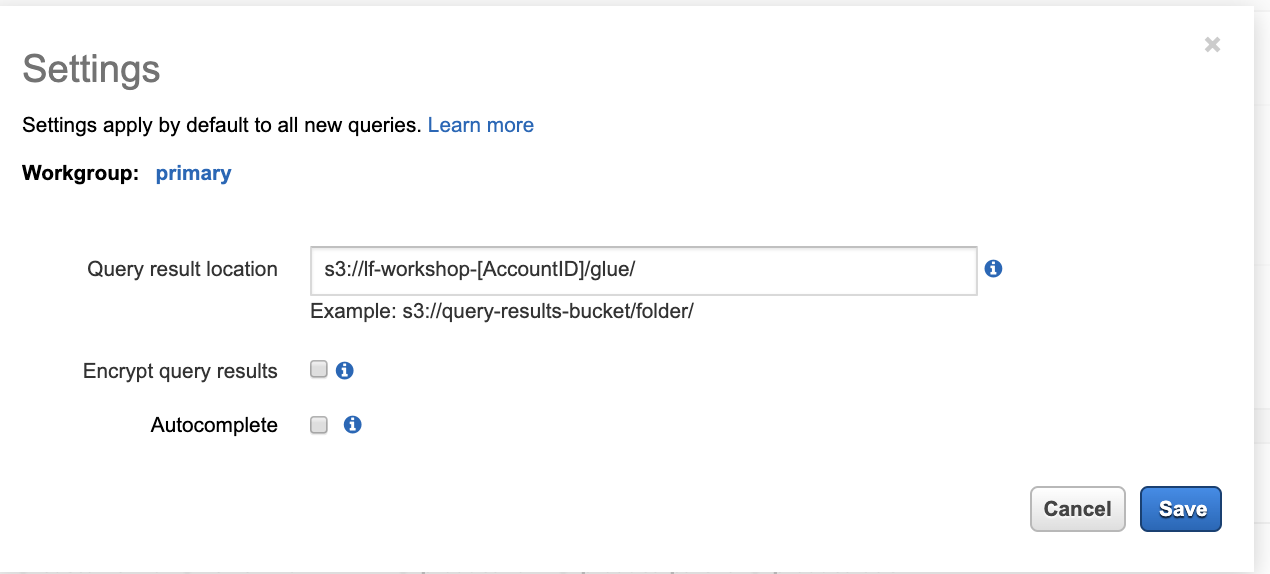 Settings
Settings apply by default to all new queries. Learn more
Workgroup: primary
Query result location s3://lf-workshop-[AccountID]/glue/
Example: s3://query-results-bucket/folder/
Encrypt query results
Autocomplete
Cancel Save